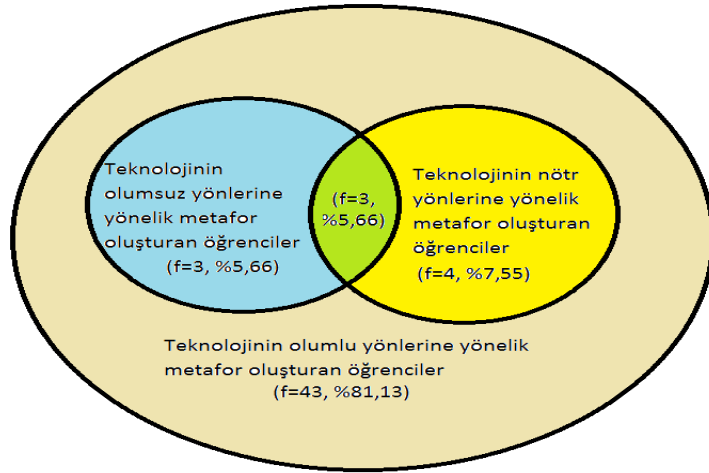 Teknolojinin
olumsuz yönlerine
yönelik metafor
oluşturan öğrenciler
(f=3, %5,66)
(f=3,
%5,66)
Teknolojinin nötr
yönlerine yönelik
metafor oluşturan
öğrenciler
(f=4, %7,55)
Teknolojinin olumlu yönlerine yönelik
metafor oluşturan öğrenciler
(f=43, %81,13)